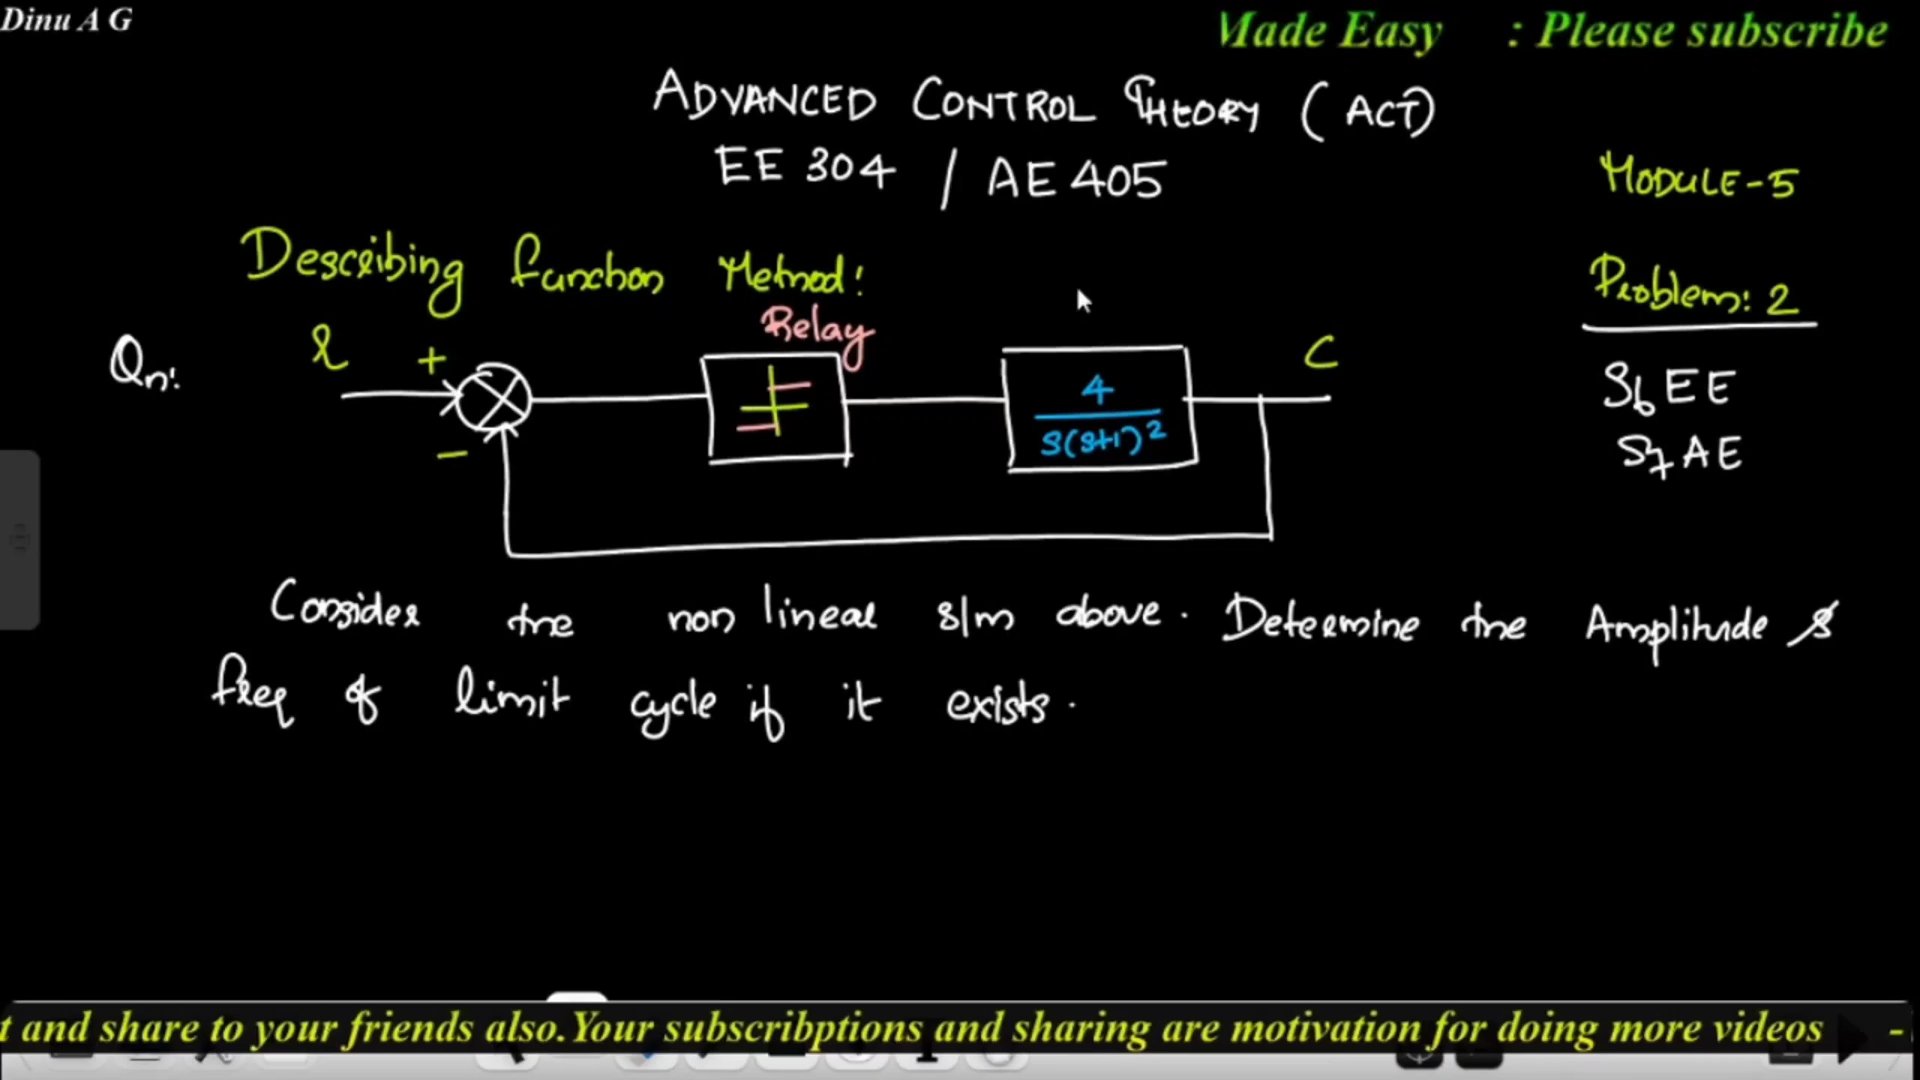 Dinu A G
Made Easy : Please subscribe
ADVANCED CONTROL THEORY (ACT)
EE 304 / AE 405
MODULE-5
Describing function Method:
Problem: 2
Relay
Qn: r + C
4
S(S+1)²
S6 EE
-
S7 AE
Consider the non linear s/m above. Determine the Amplitude &
freq of limit cycle if it exists.
t and share to your friends also.Your subscribptions and sharing are motivation for doing more videos -